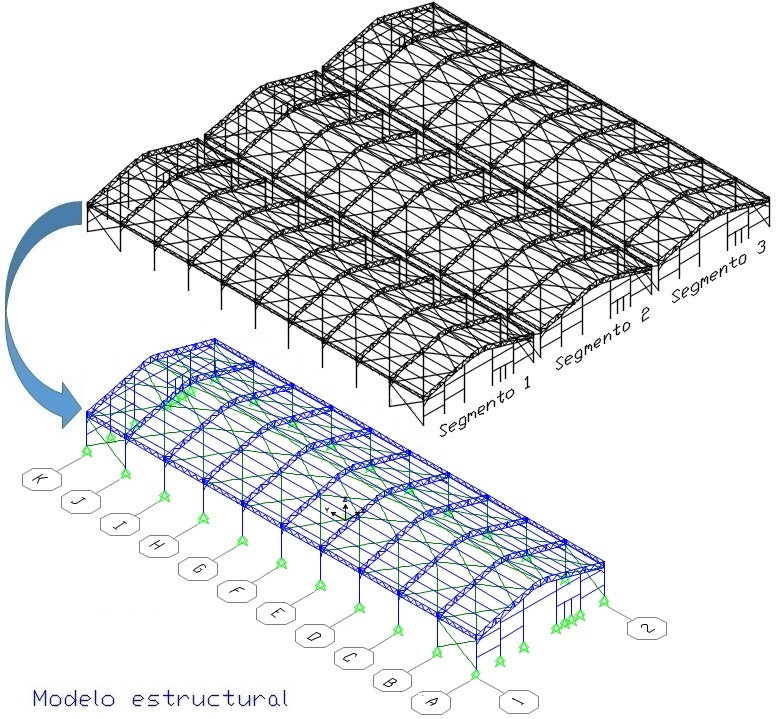 Segmento 3
Segmento 2
Segmento 1
K
J
I
H
G
F
E
D
C
B
A
1
2
Z
Y
Modelo estructural